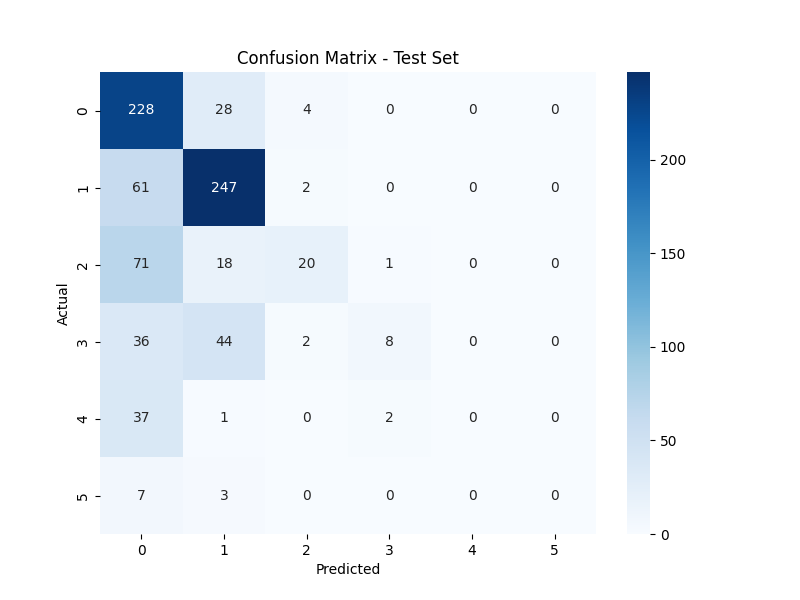 Confusion Matrix - Test Set
0 228 28 4 0 0 0
1 61 247 2 0 0 0
2 71 18 20 1 0 0
3 36 44 2 8 0 0
4 37 1 0 2 0 0
5 7 3 0 0 0 0
0 1 2 3 4 5
Predicted
Actual
200
150
100
50
0